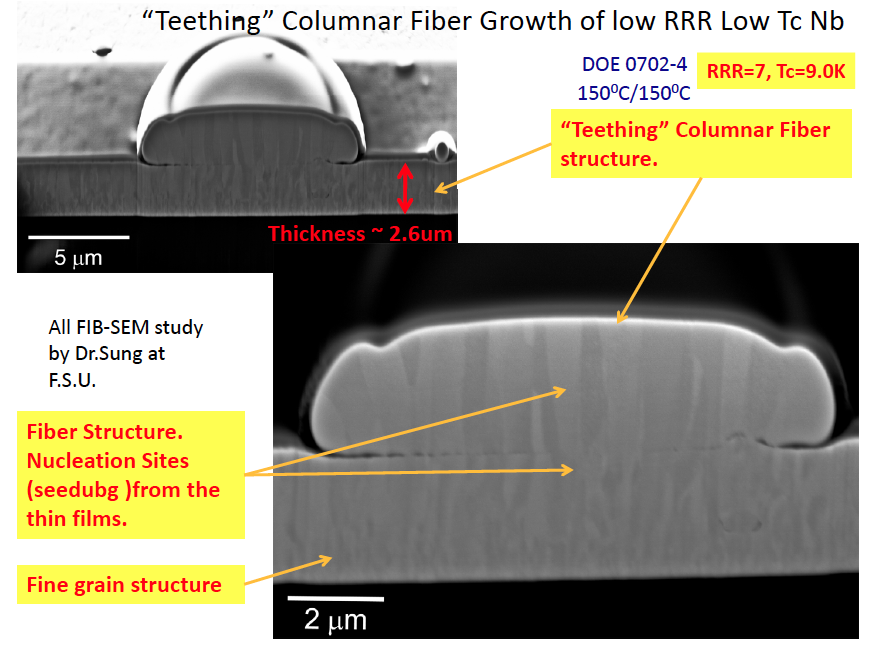 “Teething” Columnar Fiber Growth of low RRR Low Tc Nb
DOE 0702-4
150⁰C/150⁰C
RRR=7, Tc=9.0K
“Teething” Columnar Fiber
structure.
Thickness ~ 2.6um
5 μm
All FIB-SEM study
by Dr.Sung at
F.S.U.
Fiber Structure.
Nucleation Sites
(seedubg )from the
thin films.
Fine grain structure
2 μm